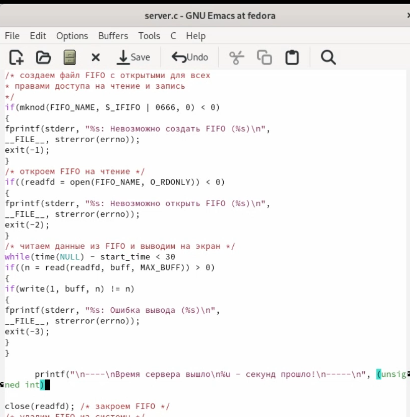 server.c - GNU Emacs at fedora
File Edit Options Buffers Tools C Help
Save Undo
/* создаем файл FIFO с открытыми для всех
* правами доступа на чтение и запись
*/
if(mknod(FIFO_NAME, S_IFIFO | 0666, 0) < 0)
{
fprintf(stderr, "%s: Невозможно создать FIFO (%s)\n",
__FILE__, strerror(errno));
exit(-1);
}
/* откроем FIFO на чтение */
if((readfd = open(FIFO_NAME, O_RDONLY)) < 0)
{
fprintf(stderr, "%s: Невозможно открыть FIFO (%s)\n",
__FILE__, strerror(errno));
exit(-2);
}
/* читаем данные из FIFO и выводим на экран */
while(time(NULL) - start_time < 30
if((n = read(readfd, buff, MAX_BUFF)) > 0)
{
if(write(1, buff, n) != n)
{
fprintf(stderr, "%s: Ошибка вывода (%s)\n",
__FILE__, strerror(errno));
exit(-3);
}
}
printf("\n----\nВремя сервера вышло\n%u - секунд прошло!\n-----\n", (unsig
ned int)
close(readfd); /* закроем FIFO */
/* удалим FIFO из системы */